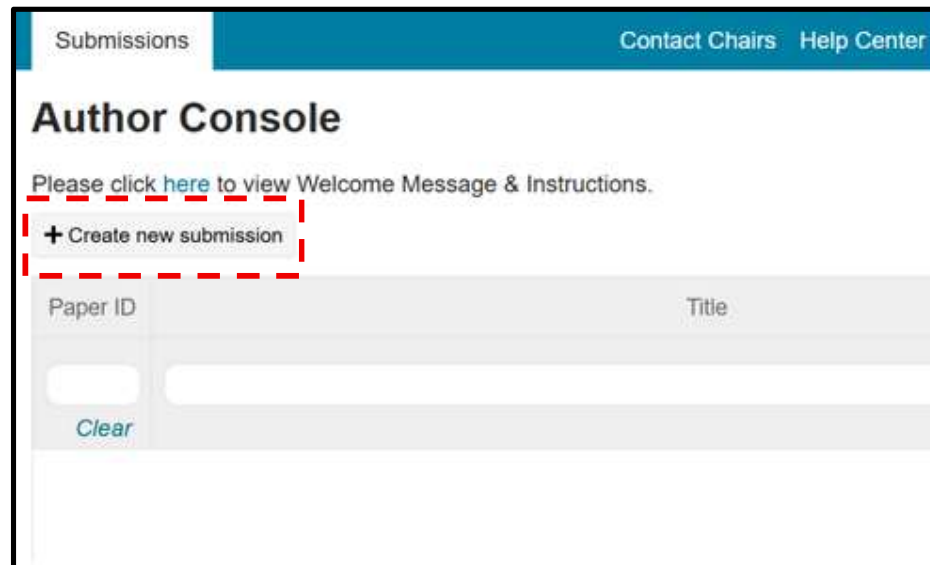 Submissions Contact Chairs Help Center
Author Console
Please click here to view Welcome Message & Instructions.
+ Create new submission
Paper ID Title
Clear